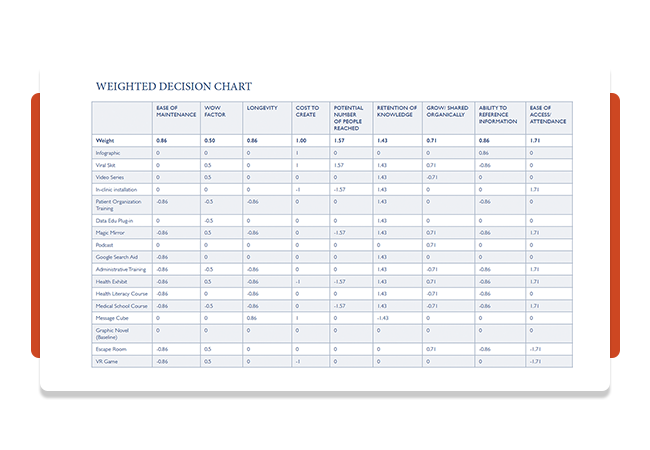 WEIGHTED DECISION CHART
EASE OF MAINTENANCE WOW FACTOR LONGEVITY COST TO CREATE POTENTIAL NUMBER OF PEOPLE REACHED RETENTION OF KNOWLEDGE GROW/ SHARED ORGANICALLY ABILITY TO REFERENCE INFORMATION EASE OF ACCESS/ ATTENDANCE
Weight 0.86 0.50 0.86 1.00 1.57 1.43 0.71 0.86 1.71
Infographic 0 0 0 1 0 0 0 0.86 0
Viral Skit 0 0.5 0 1 1.57 1.43 0.71 -0.86 0
Video Series 0 0.5 0 0 0 1.43 -0.71 0 0
In-clinic installation 0 0 0 -1 -1.57 1.43 0 0 1.71
Patient Organization Training -0.86 -0.5 -0.86 0 0 1.43 0 -0.86 0
Data Edu Plug-in 0 -0.5 0 0 0 1.43 0 0 0
Magic Mirror -0.86 0.5 -0.86 0 -1.57 1.43 0.71 -0.86 1.71
Podcast 0 0 0 0 0 0 0.71 0 0
Google Search Aid 0 0 0 0 0 1.43 0 0 0
Administrative Training -0.86 -0.5 -0.86 0 0 1.43 -0.71 -0.86 1.71
Health Exhibit -0.86 0.5 -0.86 -1 -1.57 1.43 0.71 -0.86 1.71
Health Literacy Course -0.86 0 -0.86 0 0 1.43 -0.71 -0.86 0
Medical School Course -0.86 -0.5 -0.86 0 -1.57 1.43 -0.71 -0.86 1.71
Message Cube 0 0 0.86 1 0 -1.43 0 0 0
Graphic Novel (Baseline) 0 0 0 0 0 0 0 0 0
Escape Room -0.86 0.5 0 0 0 0 0.71 -0.86 -1.71
VR Game -0.86 0.5 0 -1 0 0 0 0 -1.71